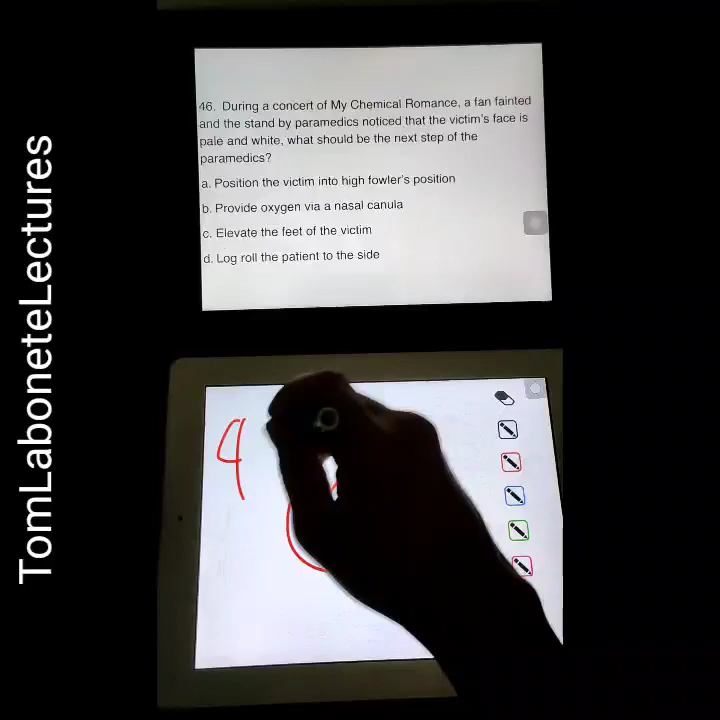 TomLaboneteLectures
46. During a concert of My Chemical Romance, a fan fainted
and the stand by paramedics noticed that the victim's face is
pale and white, what should be the next step of the
paramedics?
a. Position the victim into high fowler's position
b. Provide oxygen via a nasal canula
c. Elevate the feet of the victim
d. Log roll the patient to the side
4